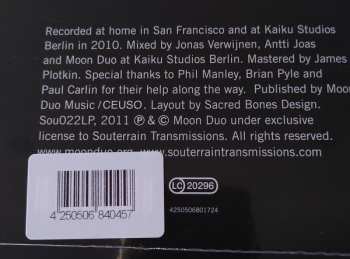 Recorded at home in San Francisco and at Kaiku Studios
Berlin in 2010. Mixed by Jonas Verwijnen, Antti Joas
and Moon Duo at Kaiku Studios Berlin. Mastered by James
Plotkin. Special thanks to Phil Manley, Brian Pyle and
Paul Carlin for their help along the way. Published by Moon
Duo Music/CEUSO. Layout by Sacred Bones Design.
Sou022LP, 2011 ℗ & © Moon Duo under exclusive
license to Souterrain Transmissions. All rights reserved.
www.moonduo.org www.souterraintransmissions.com
LC 20296
4250506801724
4 250506 840457